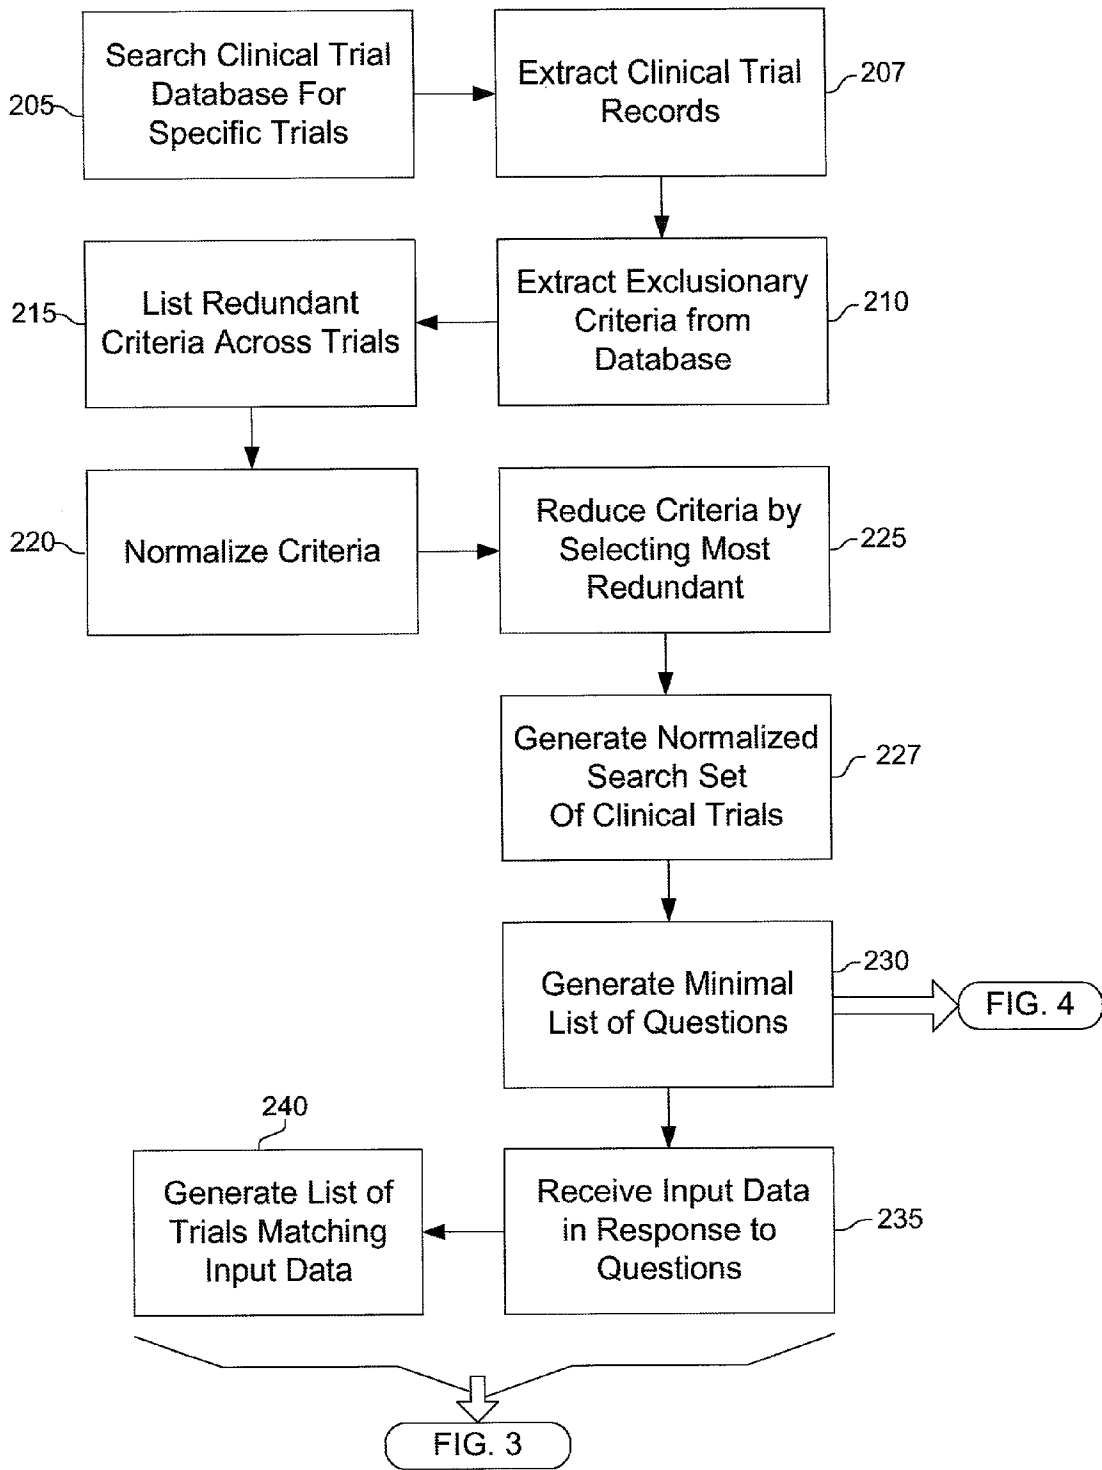 Search Clinical Trial
Database For
Specific Trials
205
Extract Clinical Trial
Records
207
Extract Exclusionary
Criteria from
Database
210
List Redundant
Criteria Across Trials
215
Normalize Criteria
220
Reduce Criteria by
Selecting Most
Redundant
225
Generate Normalized
Search Set
Of Clinical Trials
227
Generate Minimal
List of Questions
230
FIG. 4
Receive Input Data
in Response to
Questions
235
240
Generate List of
Trials Matching
Input Data
FIG. 3